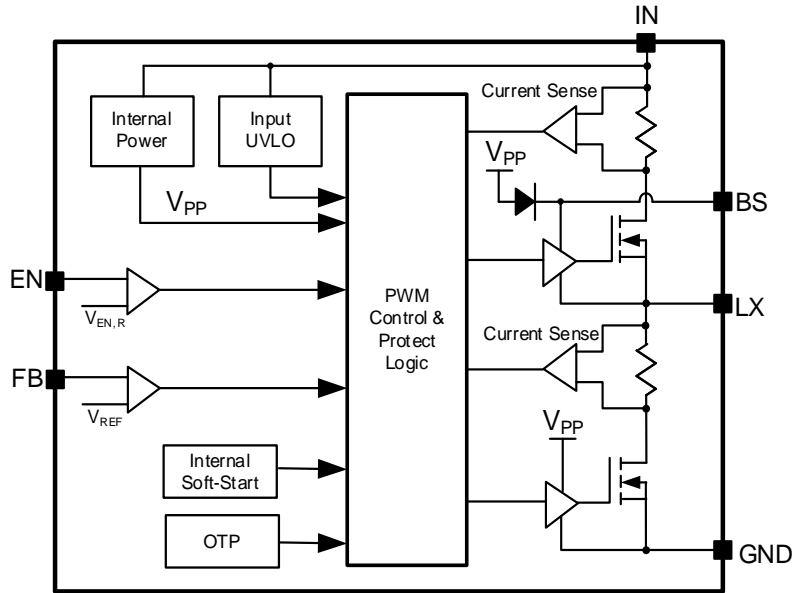 IN
Current Sense
Internal
Power
Input
UVLO
VPP
VPP
BS
EN
VEN, R
PWM
Control &
Protect
Logic
LX
Current Sense
FB
VREF
VPP
Internal
Soft-Start
OTP
GND